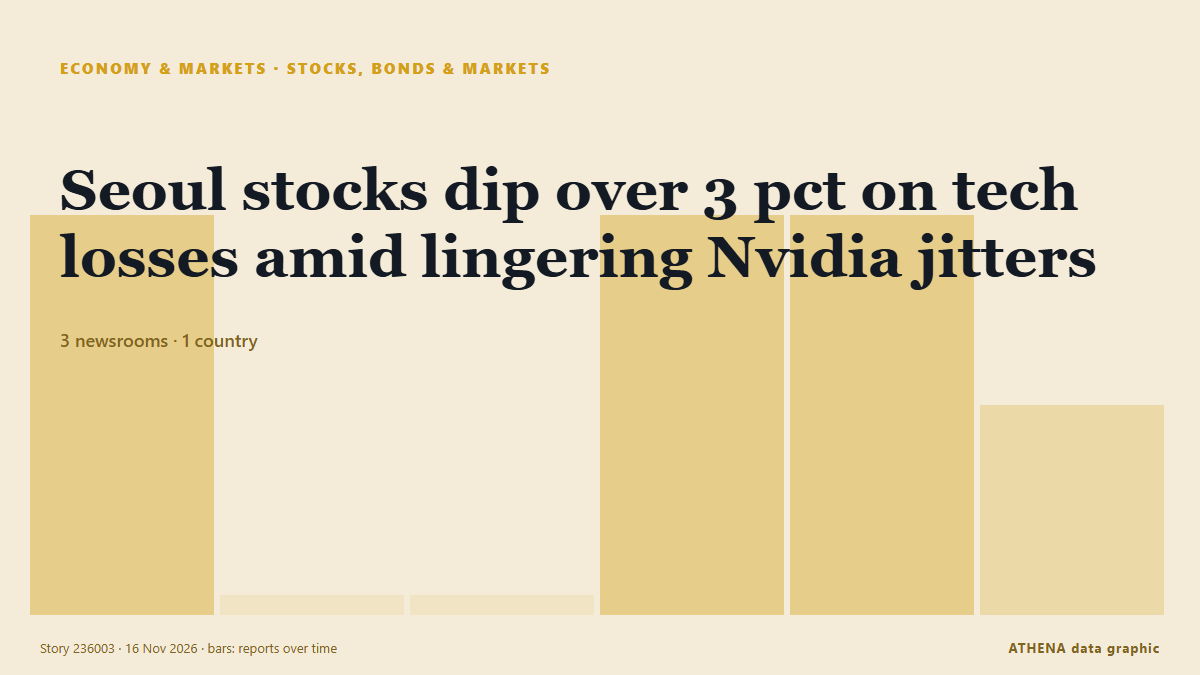 ECONOMY & MARKETS · STOCKS, BONDS & MARKETS
Seoul stocks dip over 3 pct on tech
losses amid lingering Nvidia jitters
3 newsrooms · 1 country
Story 236003 · 16 Nov 2026 · bars: reports over time
ATHENA data graphic